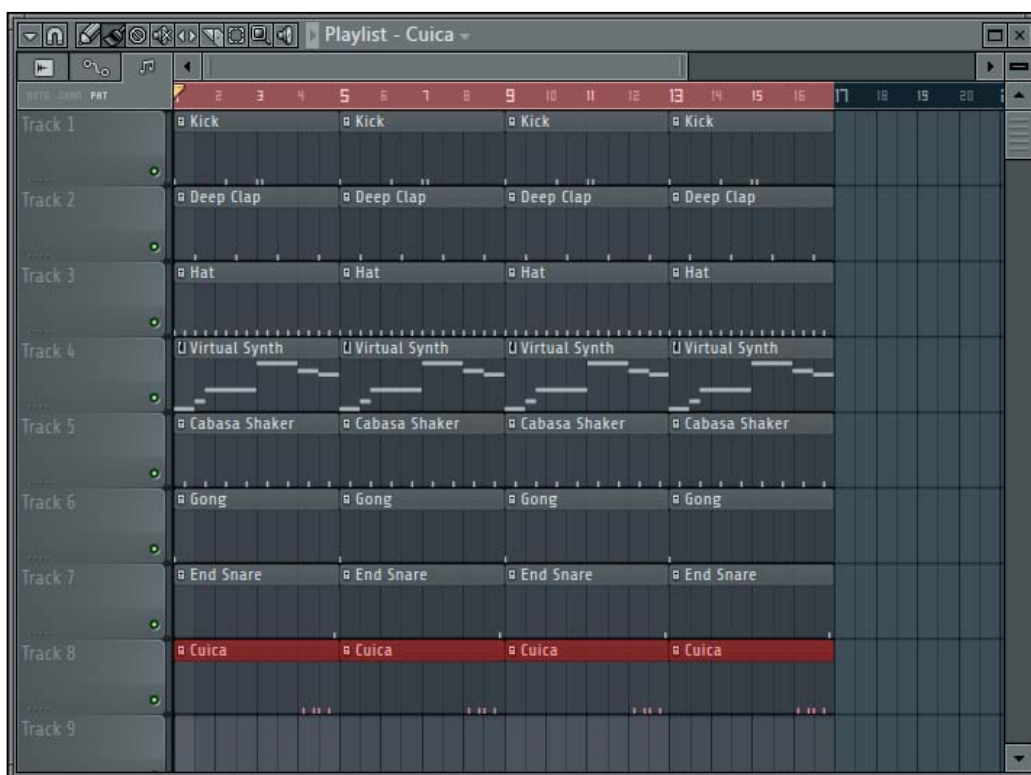 Playlist - Cuica
PAT
2 3 4 5 6 7 8 9 10 11 12 13 14 15 16 17 18 19 20
Track 1 Kick Kick Kick Kick
Track 2 Deep Clap Deep Clap Deep Clap Deep Clap
Track 3 Hat Hat Hat Hat
Track 4 Virtual Synth Virtual Synth Virtual Synth Virtual Synth
Track 5 Cabasa Shaker Cabasa Shaker Cabasa Shaker Cabasa Shaker
Track 6 Gong Gong Gong Gong
Track 7 End Snare End Snare End Snare End Snare
Track 8 Cuica Cuica Cuica Cuica
Track 9